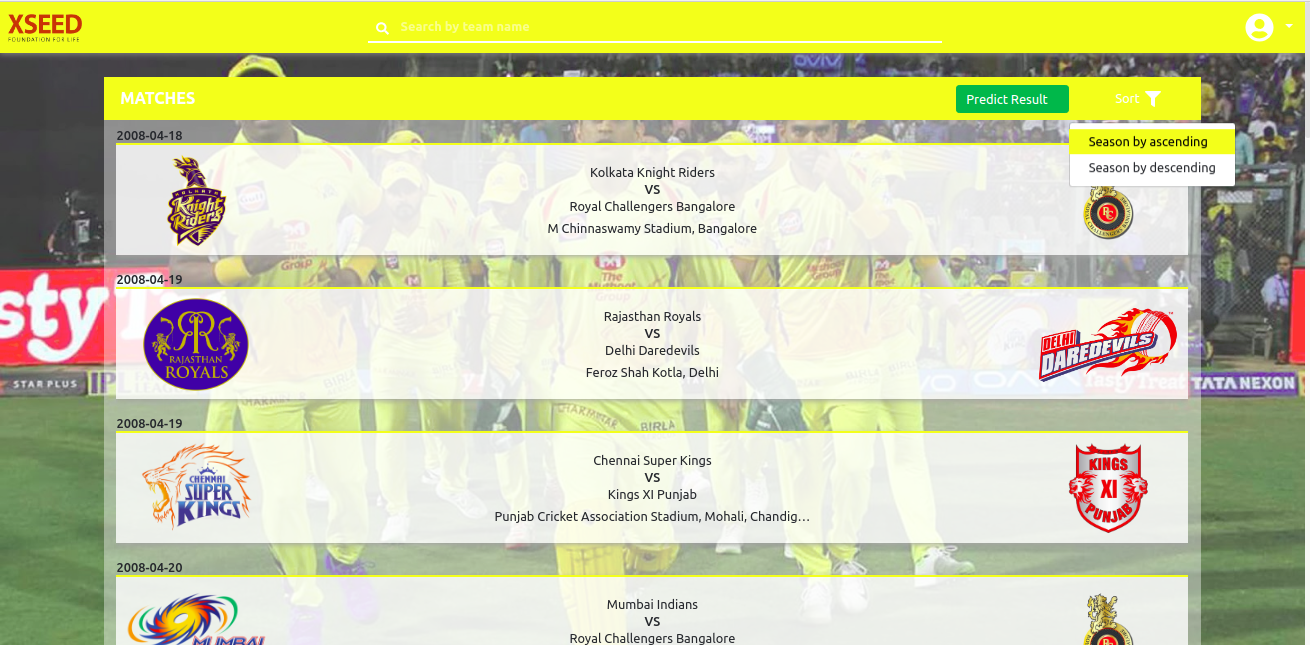 XSEED
FOUNDATION FOR LIFE
Search by team name
MATCHES
Predict Result
Sort
Season by ascending
Season by descending
2008-04-18
KOLKATA
Knight
Riders
Kolkata Knight Riders
VS
Royal Challengers Bangalore
M Chinnaswamy Stadium, Bangalore
2008-04-19
RAJASTHAN
ROYALS
Rajasthan Royals
VS
Delhi Daredevils
Feroz Shah Kotla, Delhi
DELHI
DAREDEVILS
STAR PLUS
IPL
Tasty Treat
TATA NEXON
2008-04-19
CHENNAI
SUPER
KINGS
Chennai Super Kings
VS
Kings XI Punjab
Punjab Cricket Association Stadium, Mohali, Chandig...
KINGS
XI
PUNJAB
2008-04-20
MUMBAI
Mumbai Indians
VS
Royal Challengers Bangalore